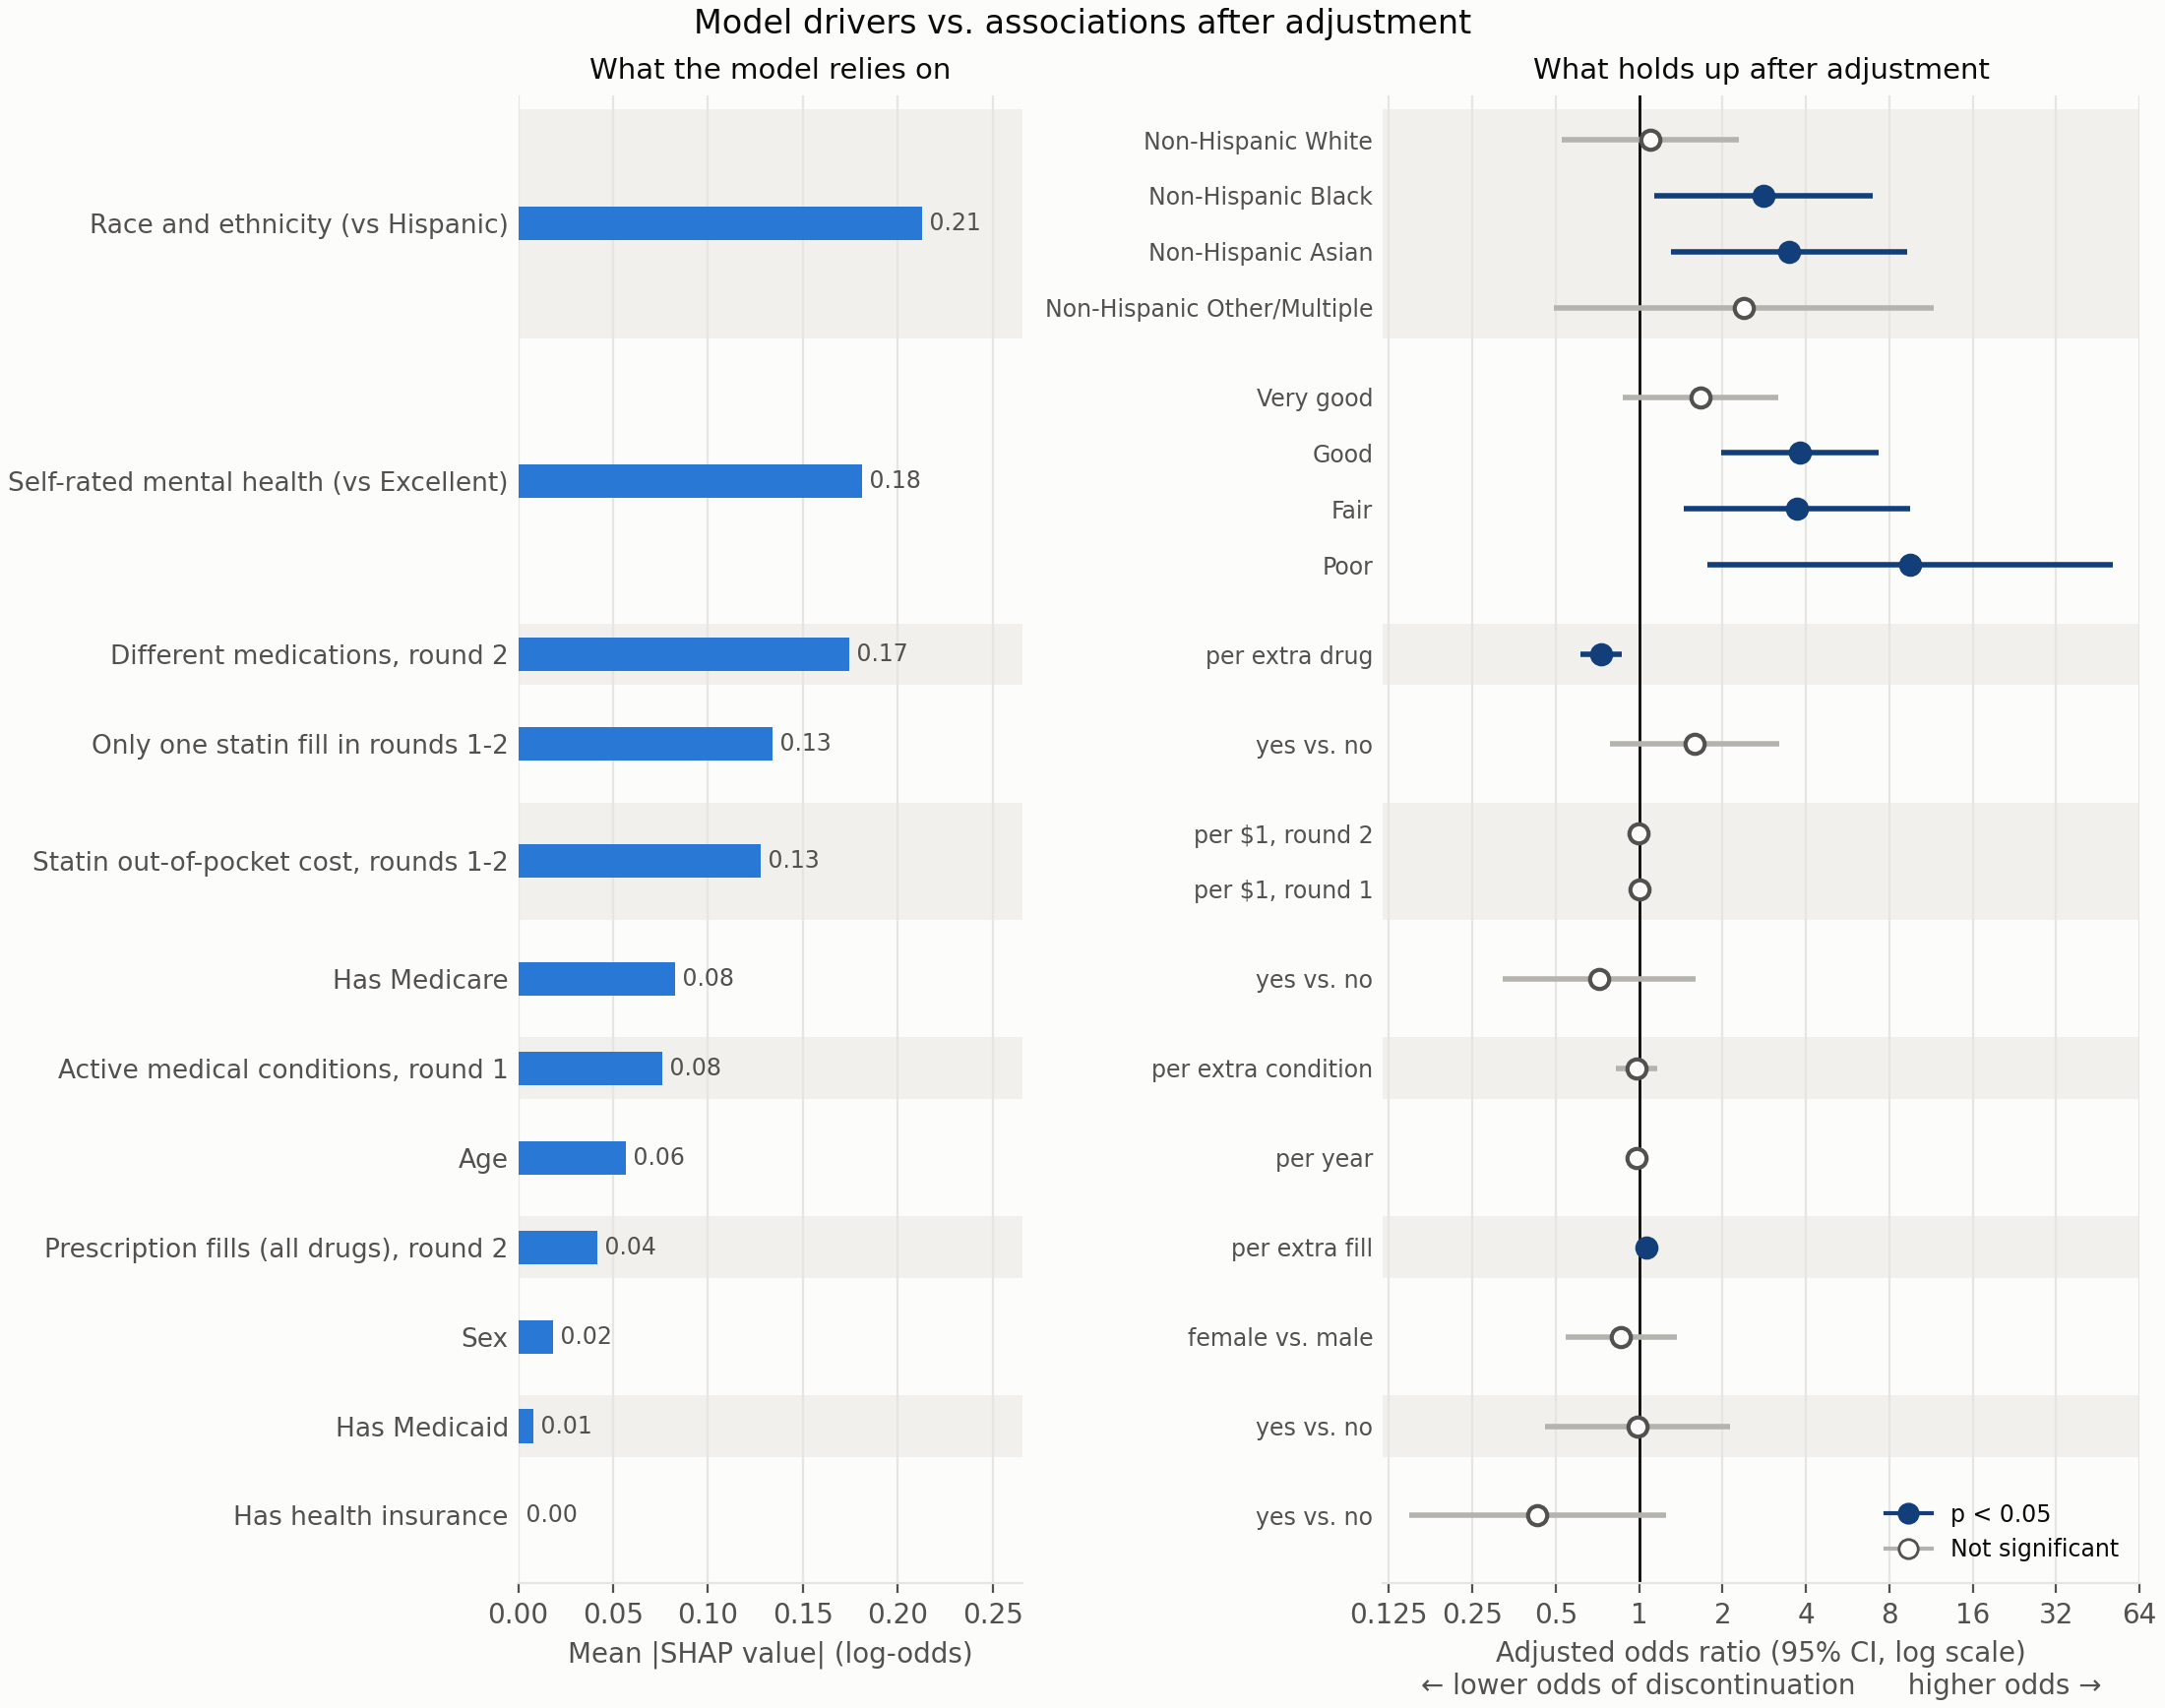 Model drivers vs. associations after adjustment
What the model relies on
Race and ethnicity (vs Hispanic)
0.21
Self-rated mental health (vs Excellent)
0.18
Different medications, round 2
0.17
Only one statin fill in rounds 1-2
0.13
Statin out-of-pocket cost, rounds 1-2
0.13
Has Medicare
0.08
Active medical conditions, round 1
0.08
Age
0.06
Prescription fills (all drugs), round 2
0.04
Sex
0.02
Has Medicaid
0.01
Has health insurance
0.00
0.00 0.05 0.10 0.15 0.20 0.25
Mean |SHAP value| (log-odds)
What holds up after adjustment
Non-Hispanic White
Non-Hispanic Black
Non-Hispanic Asian
Non-Hispanic Other/Multiple
Very good
Good
Fair
Poor
per extra drug
yes vs. no
per $1, round 2
per $1, round 1
yes vs. no
per extra condition
per year
per extra fill
female vs. male
yes vs. no
yes vs. no
p < 0.05
Not significant
0.125 0.25 0.5 1 2 4 8 16 32 64
Adjusted odds ratio (95% CI, log scale)
← lower odds of discontinuation higher odds →